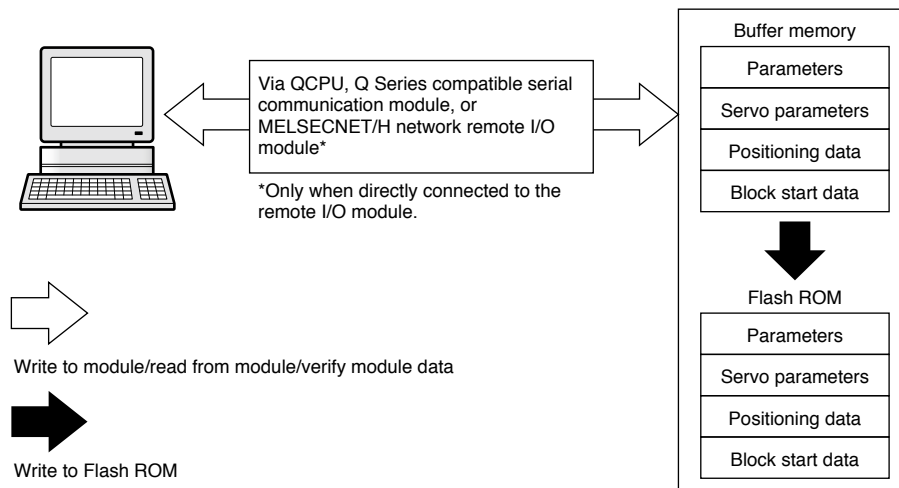 Via QCPU, Q Series compatible serial
communication module, or
MELSECNET/H network remote I/O
module*
*Only when directly connected to the
remote I/O module.
Buffer memory
Parameters
Servo parameters
Positioning data
Block start data
Flash ROM
Parameters
Servo parameters
Positioning data
Block start data
Write to module/read from module/verify module data
Write to Flash ROM